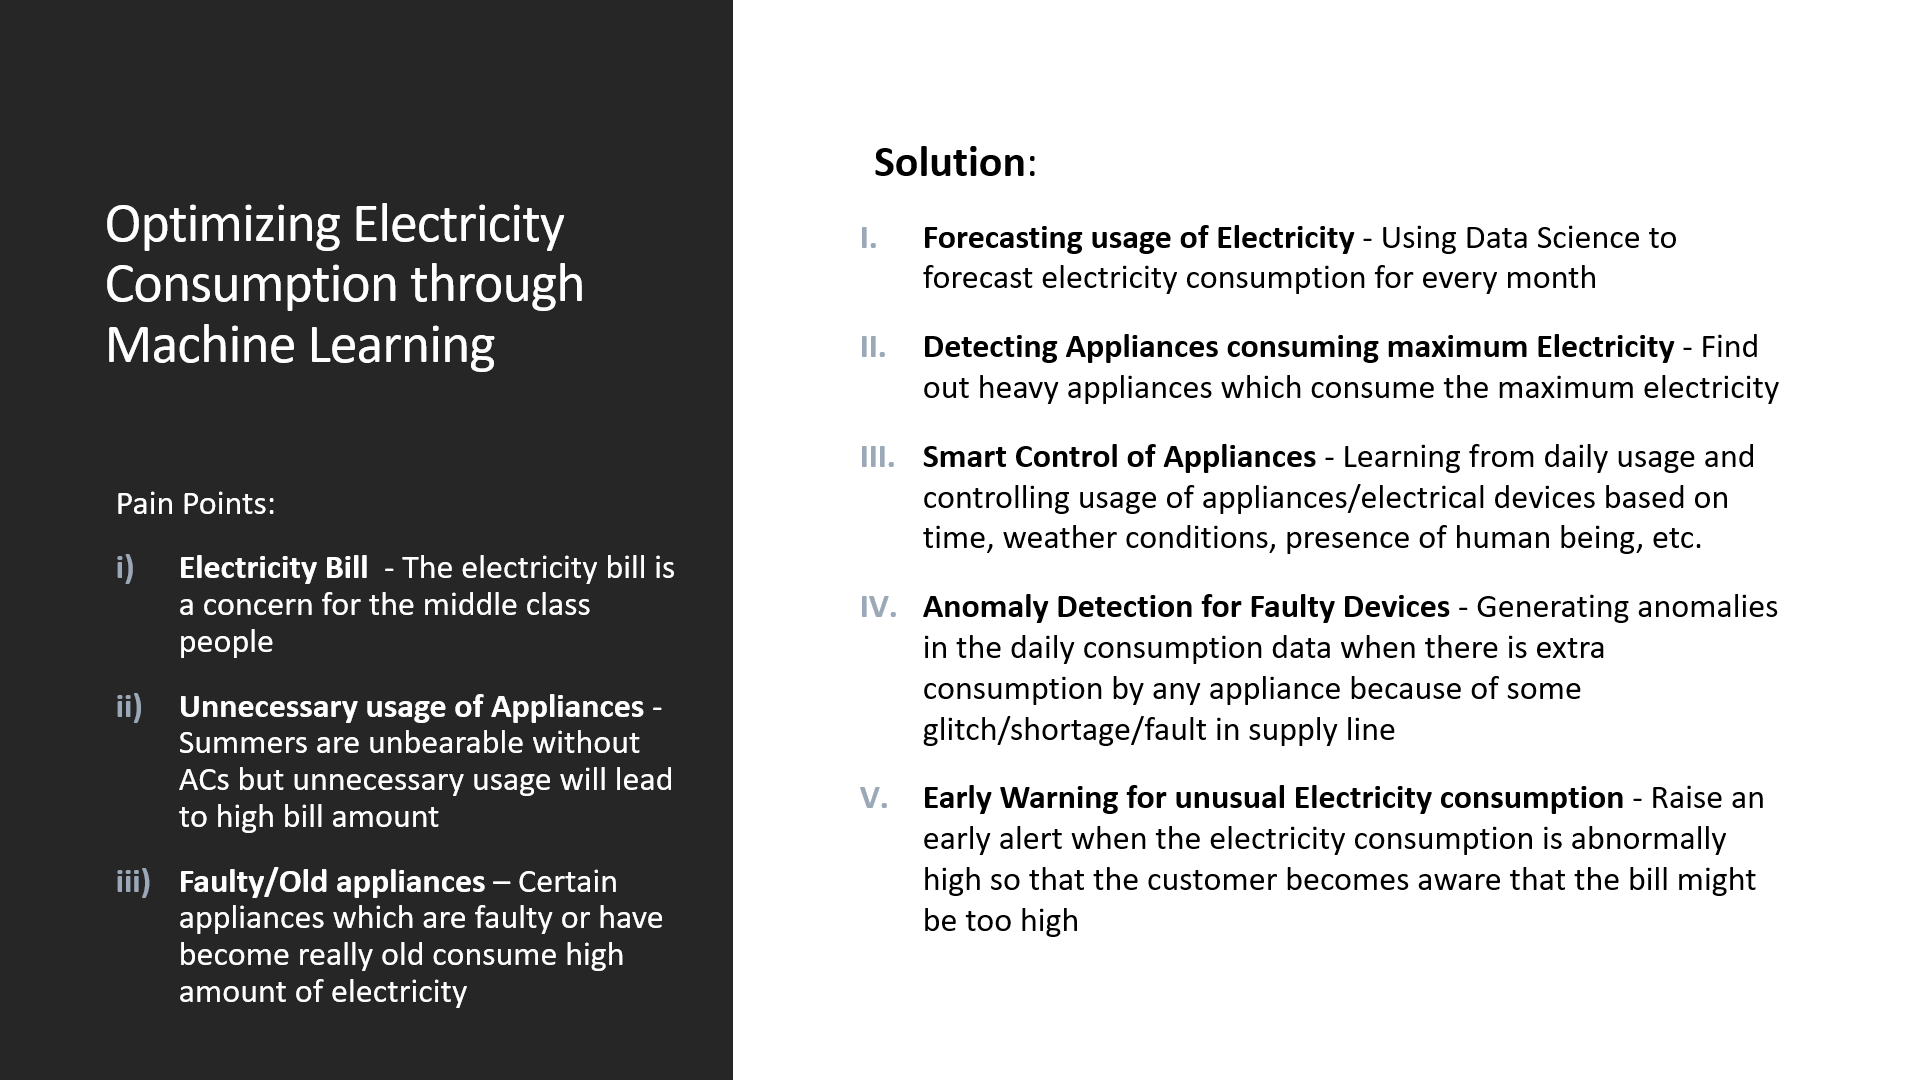 Optimizing Electricity
Consumption through
Machine Learning
Pain Points:
i) Electricity Bill  - The electricity bill is
a concern for the middle class
people
ii) Unnecessary usage of Appliances -
Summers are unbearable without
ACs but unnecessary usage will lead
to high bill amount
iii) Faulty/Old appliances – Certain
appliances which are faulty or have
become really old consume high
amount of electricity
Solution:
I. Forecasting usage of Electricity - Using Data Science to
forecast electricity consumption for every month
II. Detecting Appliances consuming maximum Electricity - Find
out heavy appliances which consume the maximum electricity
III. Smart Control of Appliances - Learning from daily usage and
controlling usage of appliances/electrical devices based on
time, weather conditions, presence of human being, etc.
IV. Anomaly Detection for Faulty Devices - Generating anomalies
in the daily consumption data when there is extra
consumption by any appliance because of some
glitch/shortage/fault in supply line
V. Early Warning for unusual Electricity consumption - Raise an
early alert when the electricity consumption is abnormally
high so that the customer becomes aware that the bill might
be too high